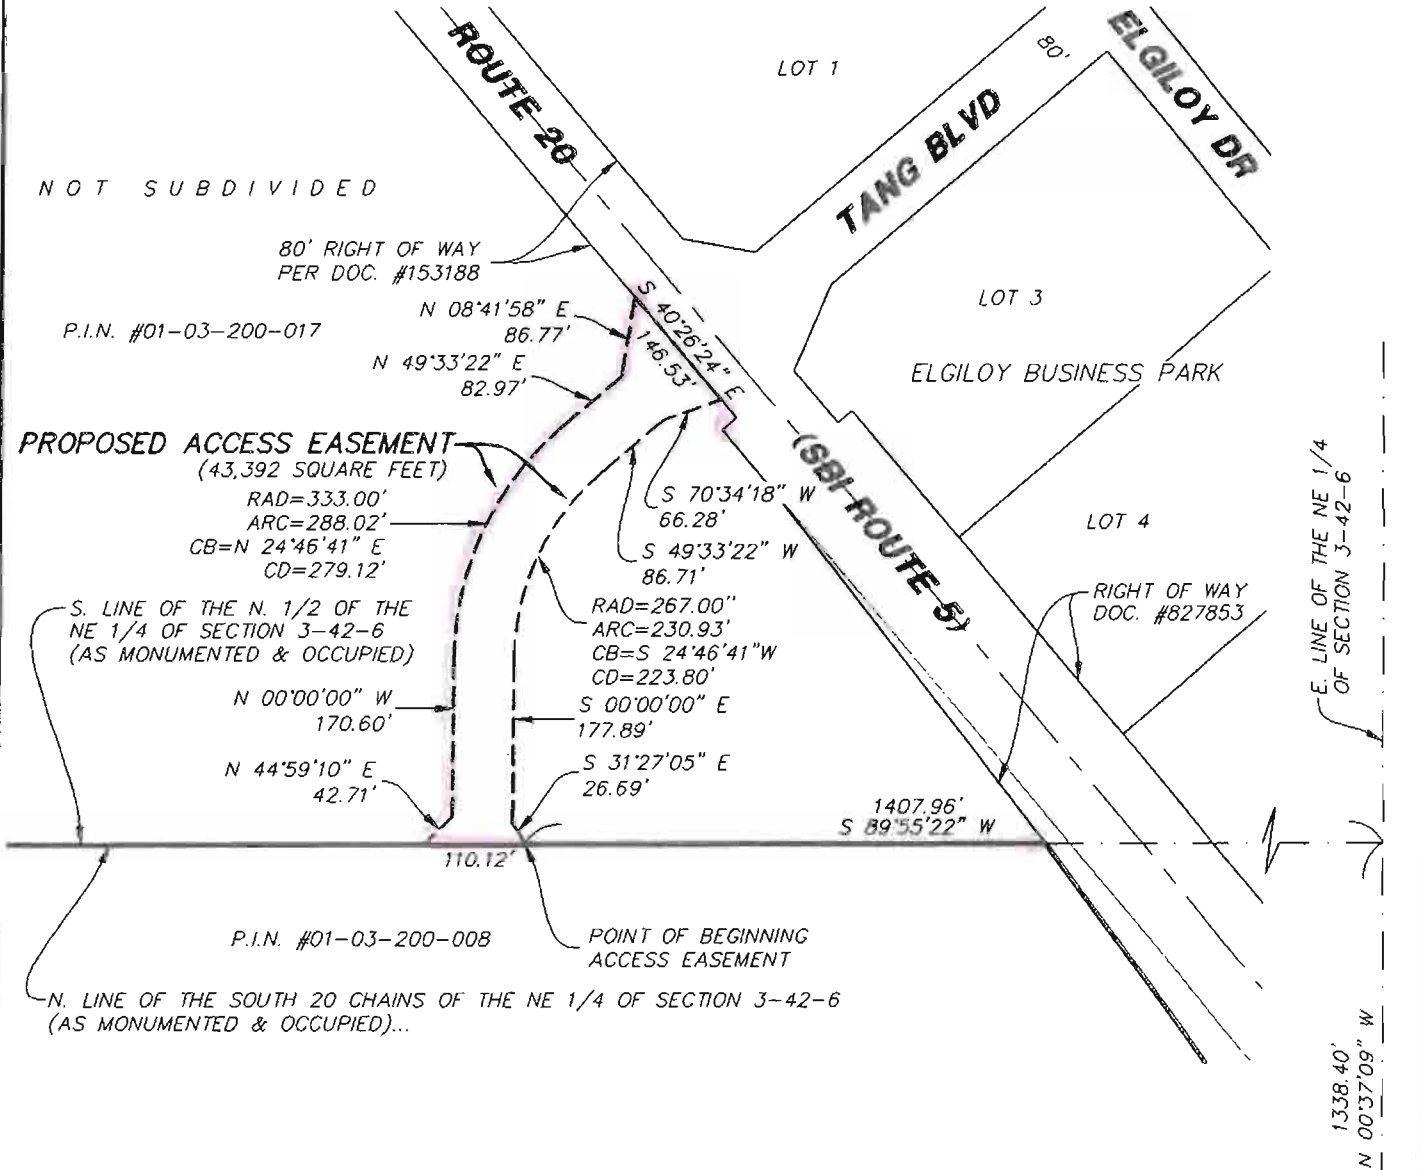 ROUTE 20
LOT 1
80'
ELGILOY DR
TANG BLVD
NOT SUBDIVIDED
80' RIGHT OF WAY
PER DOC. #153188
LOT 3
P.I.N. #01-03-200-017
N 08°41'58" E
86.77'
S 40°26'24" E
146.53'
N 49°33'22" E
82.97'
ELGILOY BUSINESS PARK
PROPOSED ACCESS EASEMENT
(43,392 SQUARE FEET)
RAD=333.00'
ARC=288.02'
CB=N 24°46'41" E
CD=279.12'
S 70°34'18" W
66.28'
S 49°33'22" W
86.71'
(SBI ROUTE 5)
LOT 4
E. LINE OF THE NE 1/4
OF SECTION 3-42-6
RIGHT OF WAY
DOC. #827853
S. LINE OF THE N. 1/2 OF THE
NE 1/4 OF SECTION 3-42-6
(AS MONUMENTED & OCCUPIED)
RAD=267.00"
ARC=230.93'
CB=S 24°46'41"W
CD=223.80'
N 00°00'00" W
170.60'
S 00°00'00" E
177.89'
N 44°59'10" E
42.71'
S 31°27'05" E
26.69'
1407.96'
S 89°55'22" W
110.12'
P.I.N. #01-03-200-008
POINT OF BEGINNING
ACCESS EASEMENT
N. LINE OF THE SOUTH 20 CHAINS OF THE NE 1/4 OF SECTION 3-42-6
(AS MONUMENTED & OCCUPIED)...
1338.40'
N 00°37'09" W